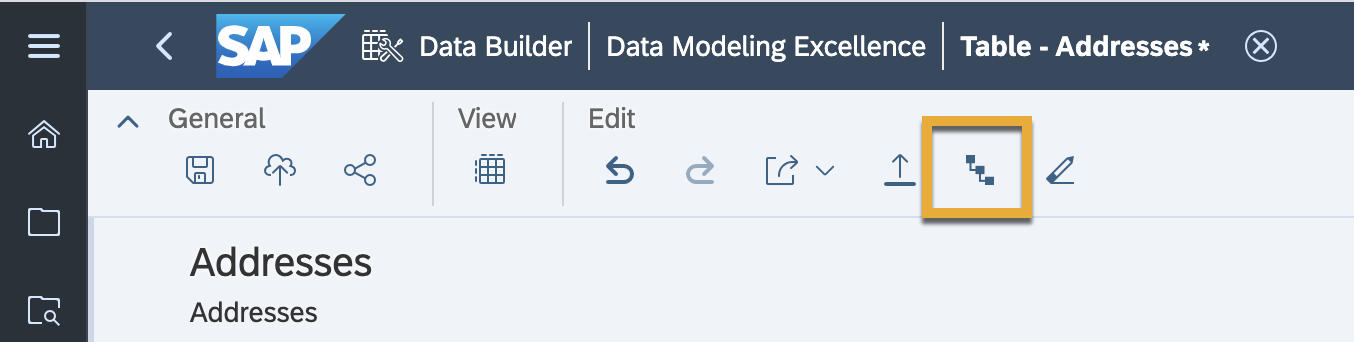 SAP Data Builder Data Modeling Excellence Table - Addresses*
General View Edit
Addresses
Addresses